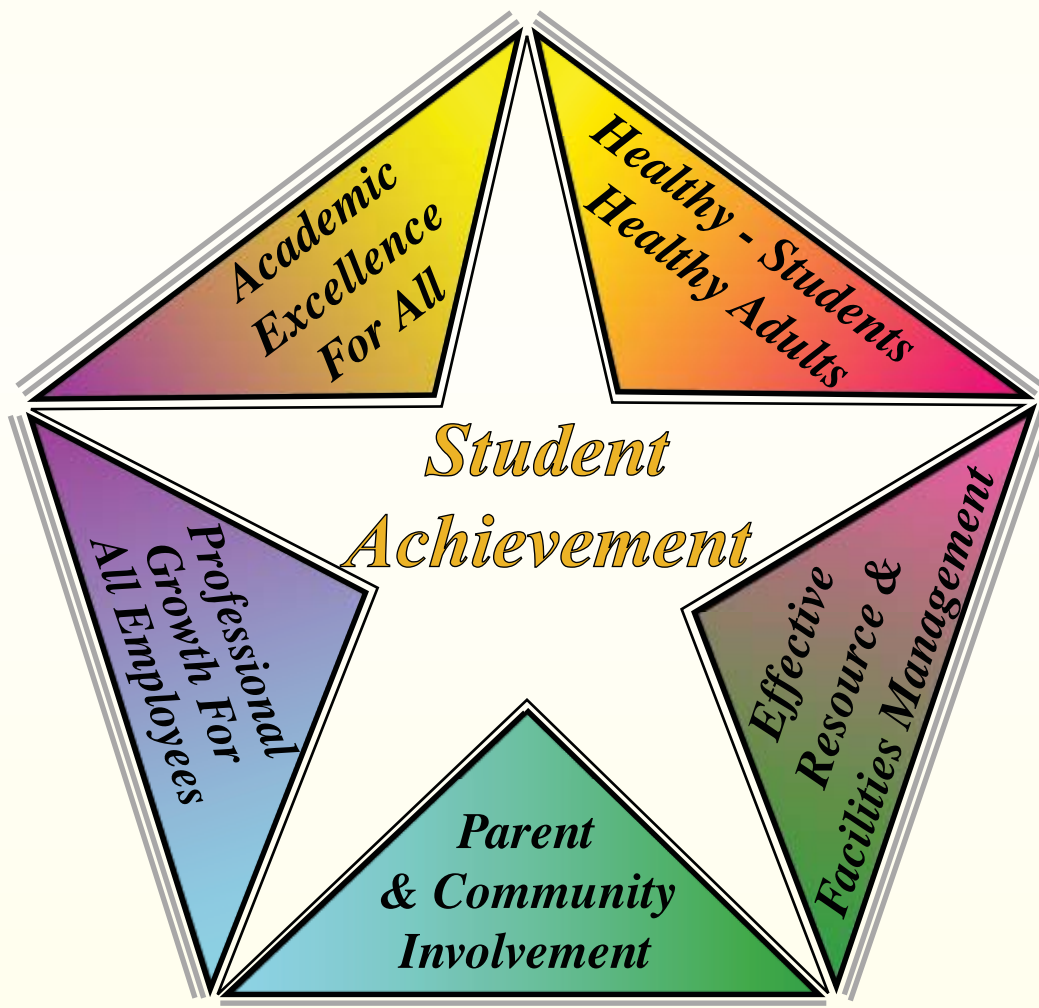 Academic
Excellence
For All
Healthy - Students
Healthy Adults
Student
Achievement
Professional
Growth For
All Employees
Effective
Resource &
Facilities Management
Parent
& Community
Involvement